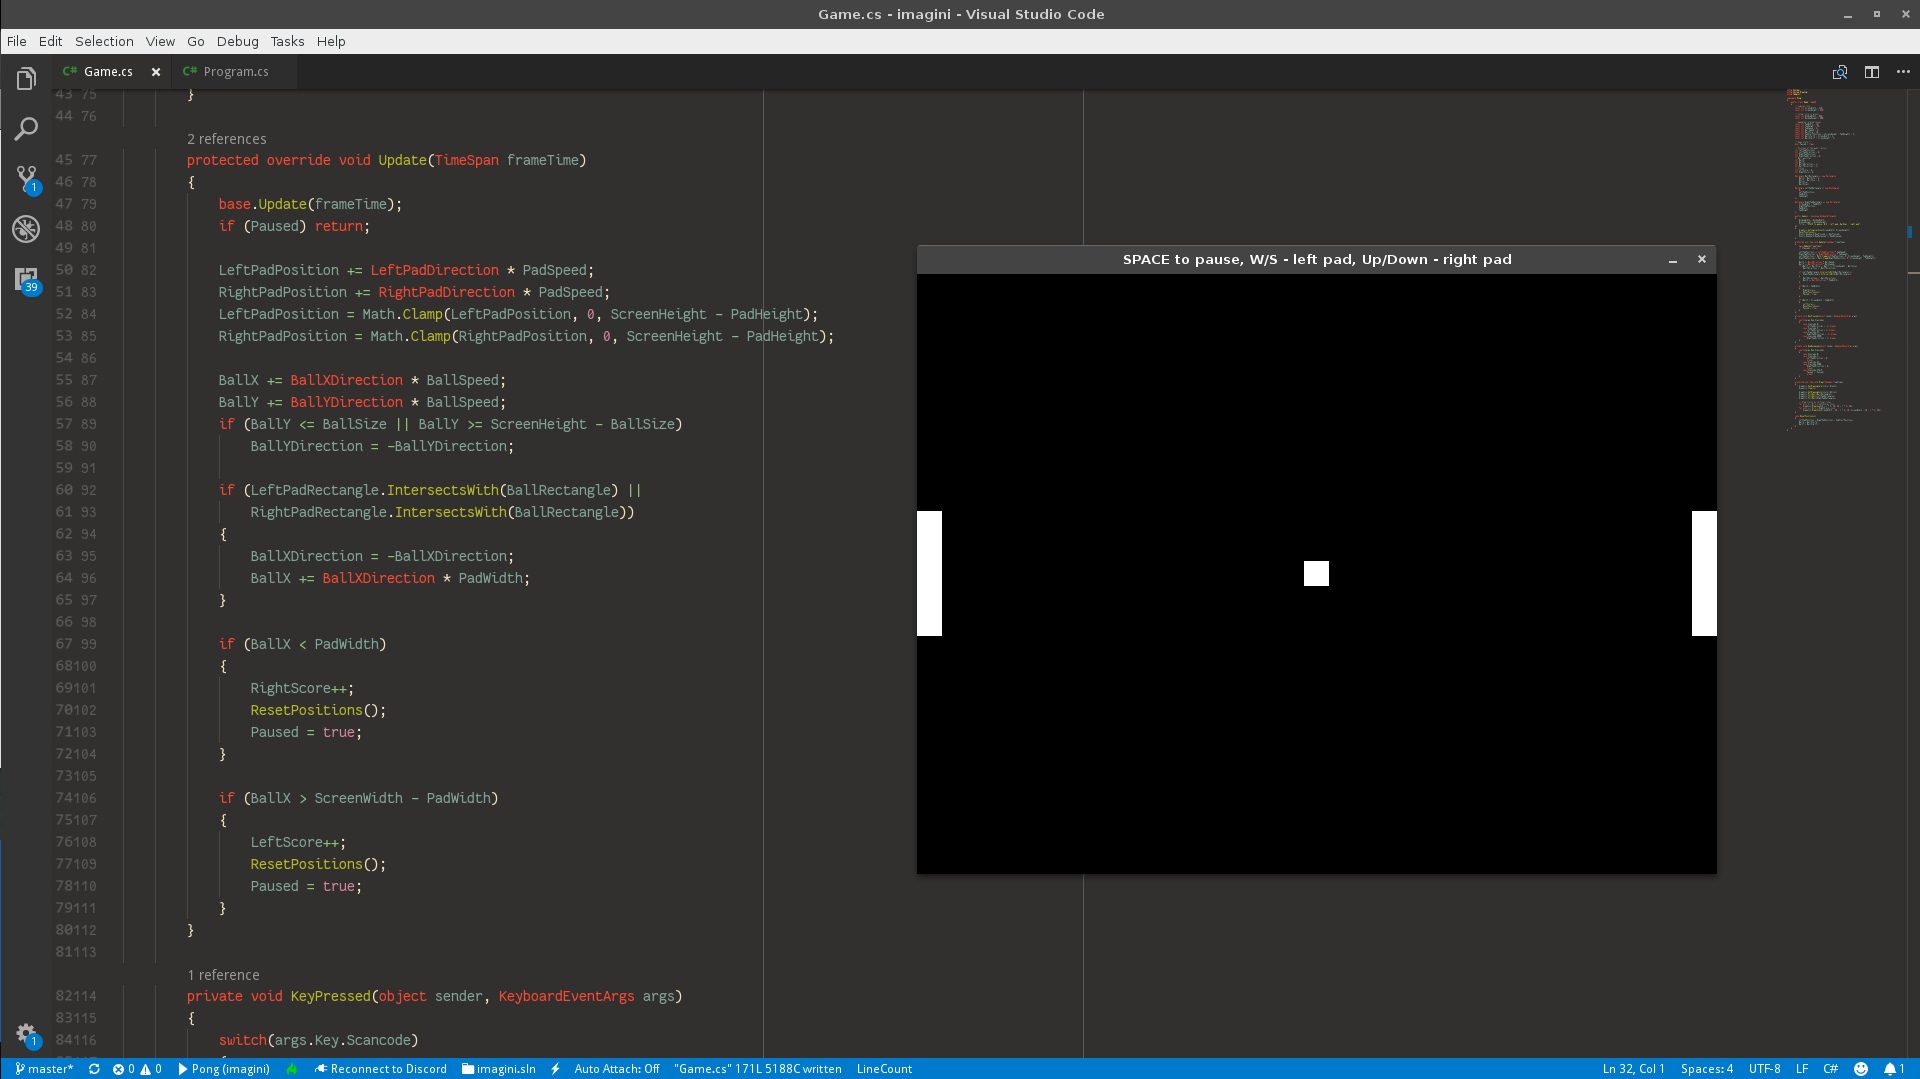 Game.cs - imagini - Visual Studio Code
File Edit Selection View Go Debug Tasks Help
C# Game.cs × C# Program.cs
43 75 }
44 76
2 references
45 77 protected override void Update(TimeSpan frameTime)
46 78 {
47 79 base.Update(frameTime);
48 80 if (Paused) return;
49 81
50 82 LeftPadPosition += LeftPadDirection * PadSpeed;
51 83 RightPadPosition += RightPadDirection * PadSpeed;
52 84 LeftPadPosition = Math.Clamp(LeftPadPosition, 0, ScreenHeight - PadHeight);
53 85 RightPadPosition = Math.Clamp(RightPadPosition, 0, ScreenHeight - PadHeight);
54 86
55 87 BallX += BallXDirection * BallSpeed;
56 88 BallY += BallYDirection * BallSpeed;
57 89 if (BallY <= BallSize || BallY >= ScreenHeight - BallSize)
58 90 BallYDirection = -BallYDirection;
59 91
60 92 if (LeftPadRectangle.IntersectsWith(BallRectangle) ||
61 93 RightPadRectangle.IntersectsWith(BallRectangle))
62 94 {
63 95 BallXDirection = -BallXDirection;
64 96 BallX += BallXDirection * PadWidth;
65 97 }
66 98
67 99 if (BallX < PadWidth)
68100 {
69101 RightScore++;
70102 ResetPositions();
71103 Paused = true;
72104 }
73105
74106 if (BallX > ScreenWidth - PadWidth)
75107 {
76108 LeftScore++;
77109 ResetPositions();
78110 Paused = true;
79111 }
80112 }
81113
1 reference
82114 private void KeyPressed(object sender, KeyboardEventArgs args)
83115 {
84116 switch(args.Key.Scancode)
SPACE to pause, W/S - left pad, Up/Down - right pad
1
39
1
master* 0 0 Pong (imagini) Reconnect to Discord imagini.sln Auto Attach: Off "Game.cs" 171L 5188C written LineCount Ln 32, Col 1 Spaces: 4 UTF-8 LF C# 1